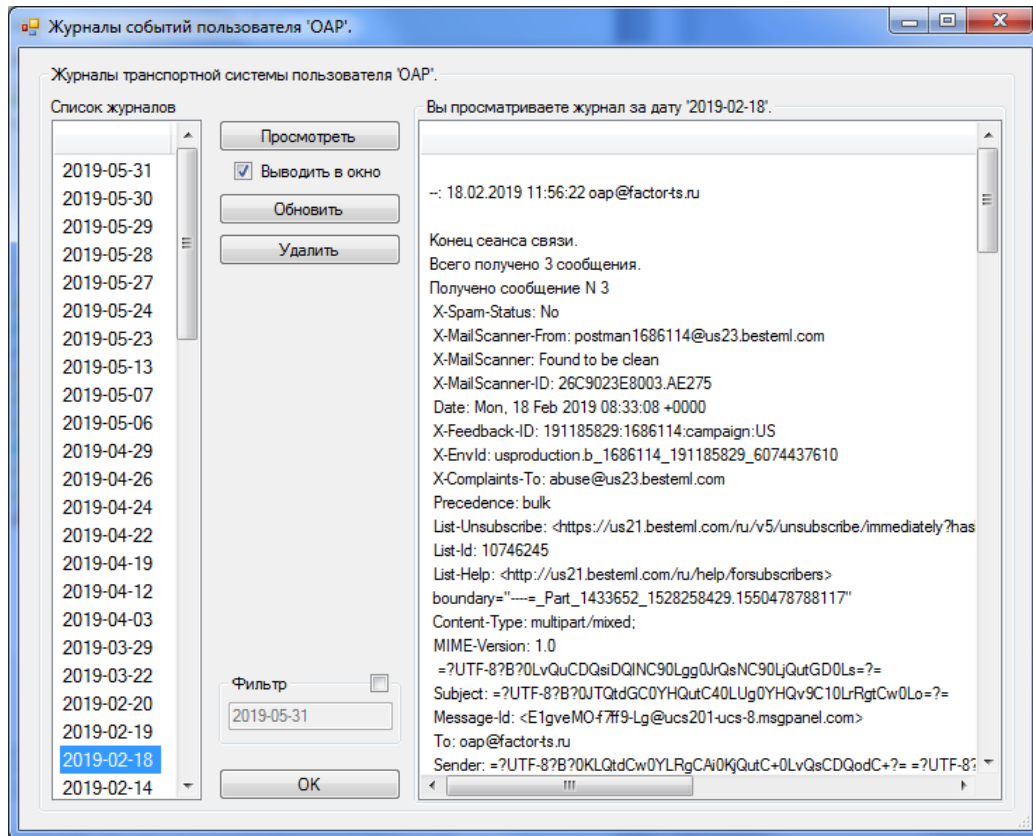 Журналы событий пользователя 'ОАР'.
Журналы транспортной системы пользователя 'ОАР'.
Список журналов
2019-05-31
2019-05-30
2019-05-29
2019-05-28
2019-05-27
2019-05-24
2019-05-23
2019-05-13
2019-05-07
2019-05-06
2019-04-29
2019-04-26
2019-04-24
2019-04-22
2019-04-19
2019-04-12
2019-04-03
2019-03-29
2019-03-22
2019-02-20
2019-02-19
2019-02-18
2019-02-14
Просмотреть
Выводить в окно
Обновить
Удалить
Фильтр
2019-05-31
OK
Вы просматриваете журнал за дату '2019-02-18'.
--: 18.02.2019 11:56:22 oap@factor-ts.ru
Конец сеанса связи.
Всего получено 3 сообщения.
Получено сообщение N 3
X-Spam-Status: No
X-MailScanner-From: postman1686114@us23.besteml.com
X-MailScanner: Found to be clean
X-MailScanner-ID: 26C9023E8003.AE275
Date: Mon, 18 Feb 2019 08:33:08 +0000
X-Feedback-ID: 191185829:1686114:campaign:US
X-EnvId: usproduction.b_1686114_191185829_6074437610
X-Complaints-To: abuse@us23.besteml.com
Precedence: bulk
List-Unsubscribe: <https://us21.besteml.com/ru/v5/unsubscribe/immediately?has
List-Id: 10746245
List-Help: <http://us21.besteml.com/ru/help/forsubscribers>
boundary="----=_Part_1433652_1528258429.1550478788117"
Content-Type: multipart/mixed;
MIME-Version: 1.0
=?UTF-8?B?0LvQuCDQsiDQlNC90Lgg0JrQsNC90LjQutGD0Ls=?=
Subject: =?UTF-8?B?0JTQtdGC0YHQutC40LUg0YHQv9C10LrRgtCw0Lo=?=
Message-Id: <E1gveMO-f7ff9-Lg@ucs201-ucs-8.msgpanel.com>
To: oap@factor-ts.ru
Sender: =?UTF-8?B?0KLQtdCw0YLRgCAi0KjQutC+0LvQsCDQodC+?= =?UTF-8?